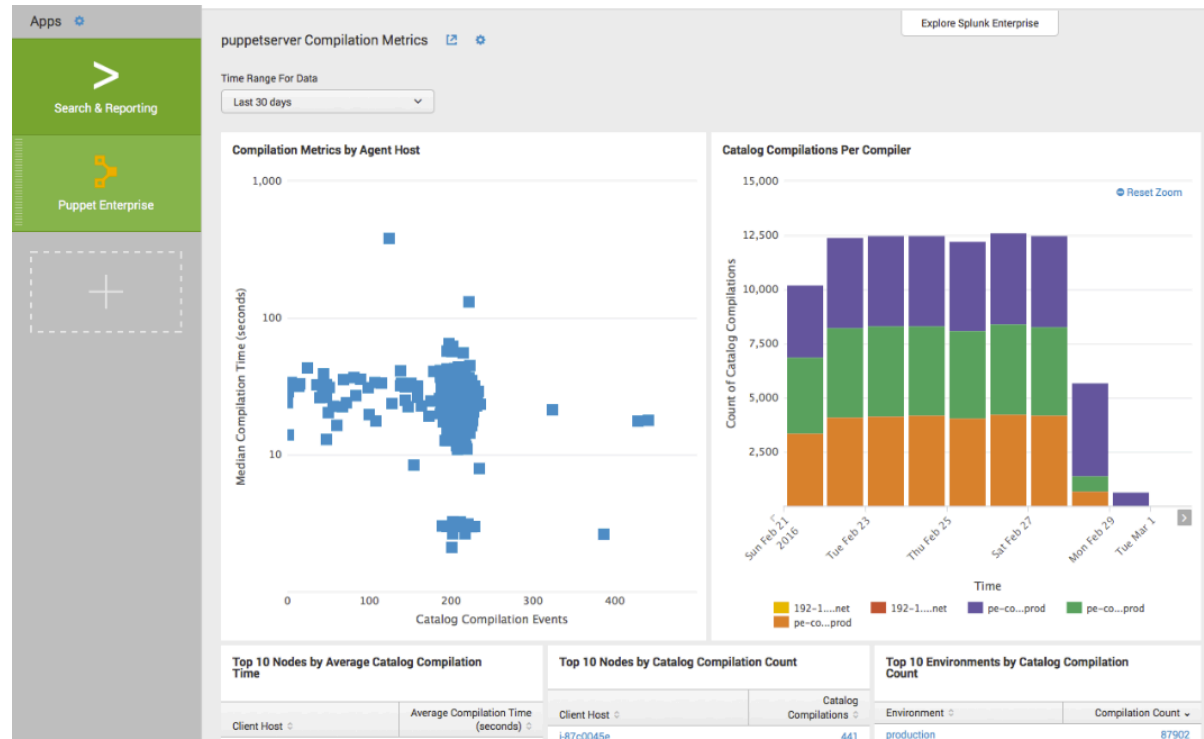 Apps
Search & Reporting
Puppet Enterprise
Explore Splunk Enterprise
puppetserver Compilation Metrics
Time Range For Data
Last 30 days
Compilation Metrics by Agent Host
1,000
100
10
Median Compilation Time (seconds)
0 100 200 300 400
Catalog Compilation Events
Catalog Compilations Per Compiler
Reset Zoom
15,000
12,500
10,000
7,500
5,000
2,500
Count of Catalog Compilations
Sun Feb 21
2016
Tue Feb 23
Thu Feb 25
Sat Feb 27
Mon Feb 29
Tue Mar 1
Time
192-1....net 192-1....net pe-co...prod pe-co...prod
pe-co...prod
Top 10 Nodes by Average Catalog Compilation
Time
Client Host
Average Compilation Time
(seconds)
Top 10 Nodes by Catalog Compilation Count
Client Host
Catalog
Compilations
i-87c0045e 441
Top 10 Environments by Catalog Compilation
Count
Environment Compilation Count
production 87902